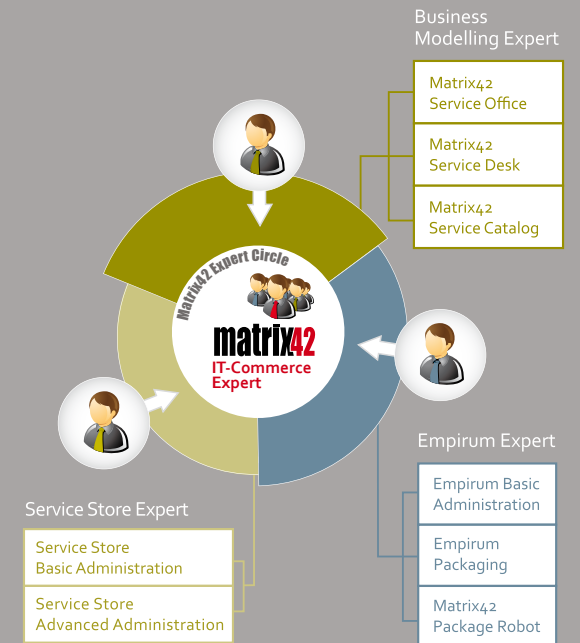 Business
Modelling Expert
Matrix42
Service Office
Matrix42
Service Desk
Matrix42
Service Catalog
Matrix42 Expert Circle
matrix42
IT-Commerce
Expert
Empirum Expert
Empirum Basic
Administration
Empirum
Packaging
Matrix42
Package Robot
Service Store Expert
Service Store
Basic Administration
Service Store
Advanced Administration